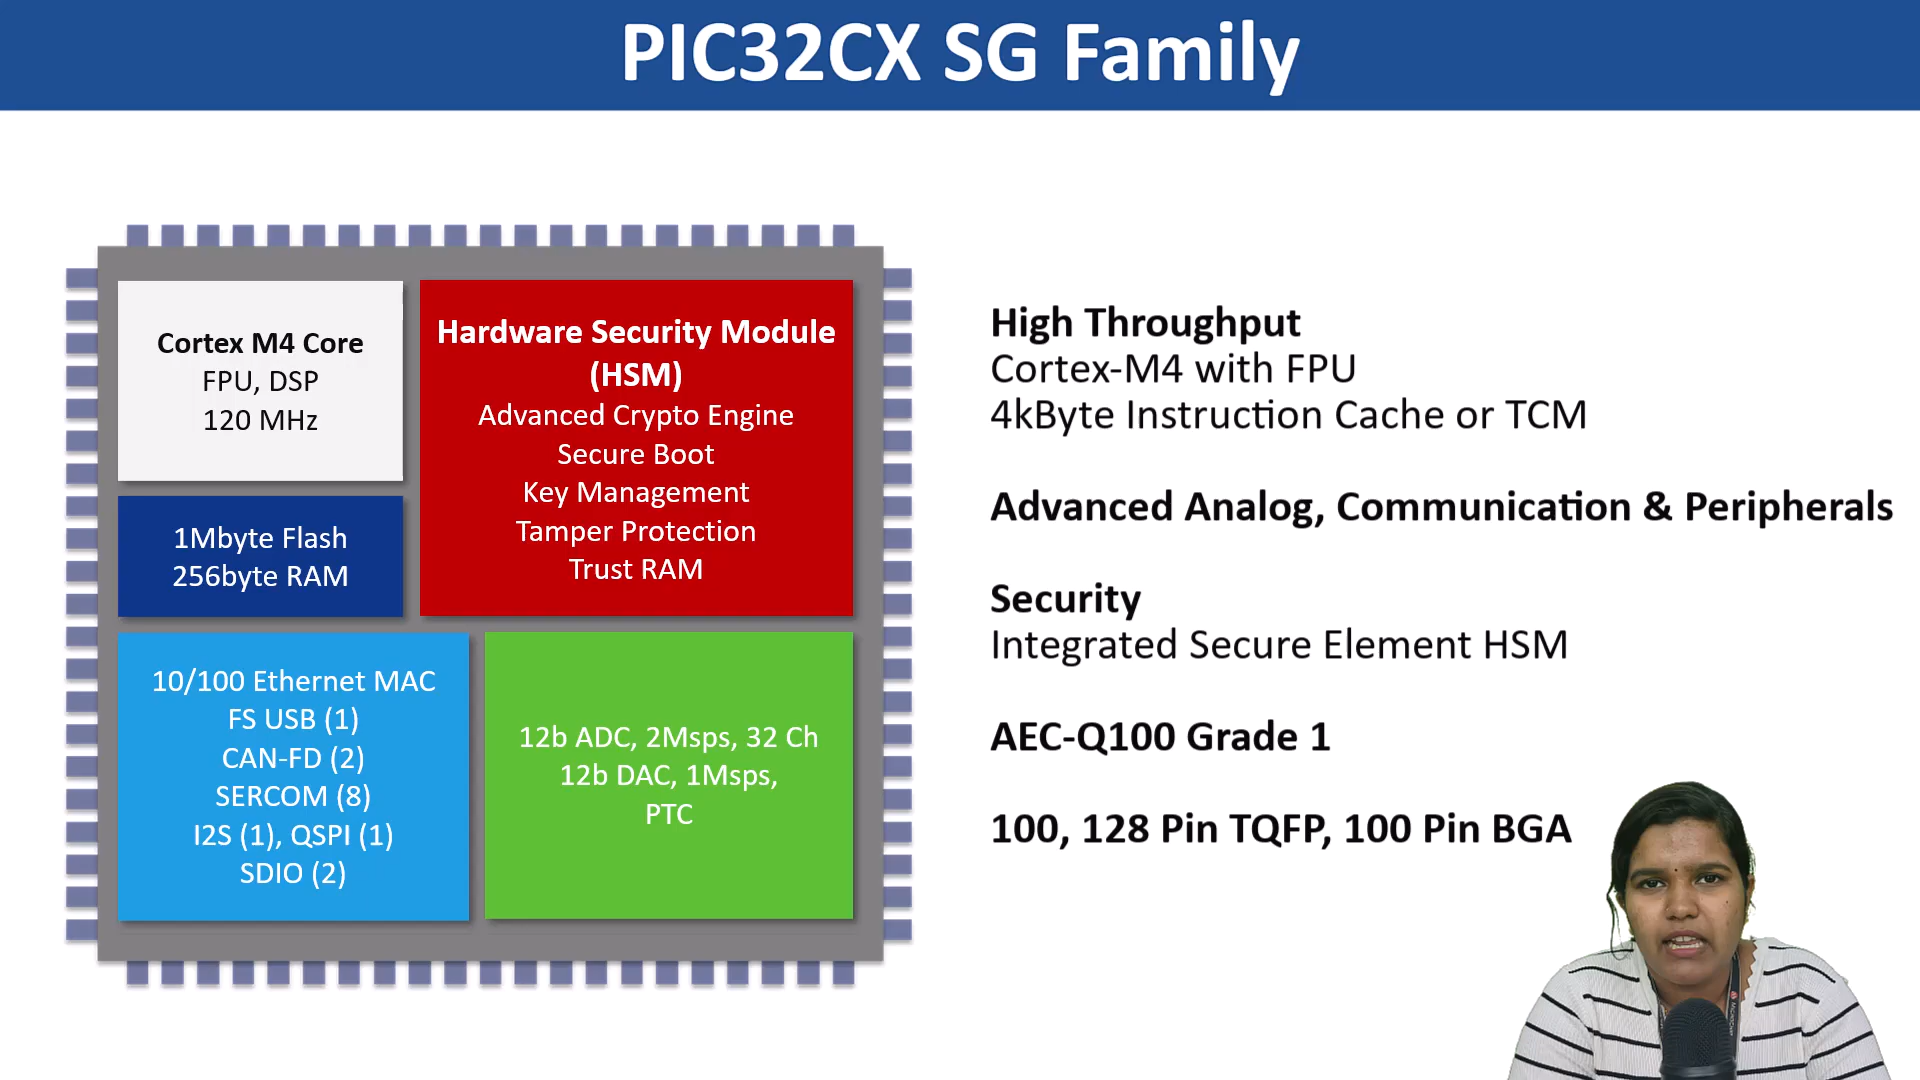 PIC32CX SG Family
Cortex M4 Core
FPU, DSP
120 MHz
Hardware Security Module
(HSM)
Advanced Crypto Engine
Secure Boot
Key Management
Tamper Protection
Trust RAM
1Mbyte Flash
256byte RAM
10/100 Ethernet MAC
FS USB (1)
CAN-FD (2)
SERCOM (8)
I2S (1), QSPI (1)
SDIO (2)
12b ADC, 2Msps, 32 Ch
12b DAC, 1Msps,
PTC
High Throughput
Cortex-M4 with FPU
4kByte Instruction Cache or TCM
Advanced Analog, Communication & Peripherals
Security
Integrated Secure Element HSM
AEC-Q100 Grade 1
100, 128 Pin TQFP, 100 Pin BGA